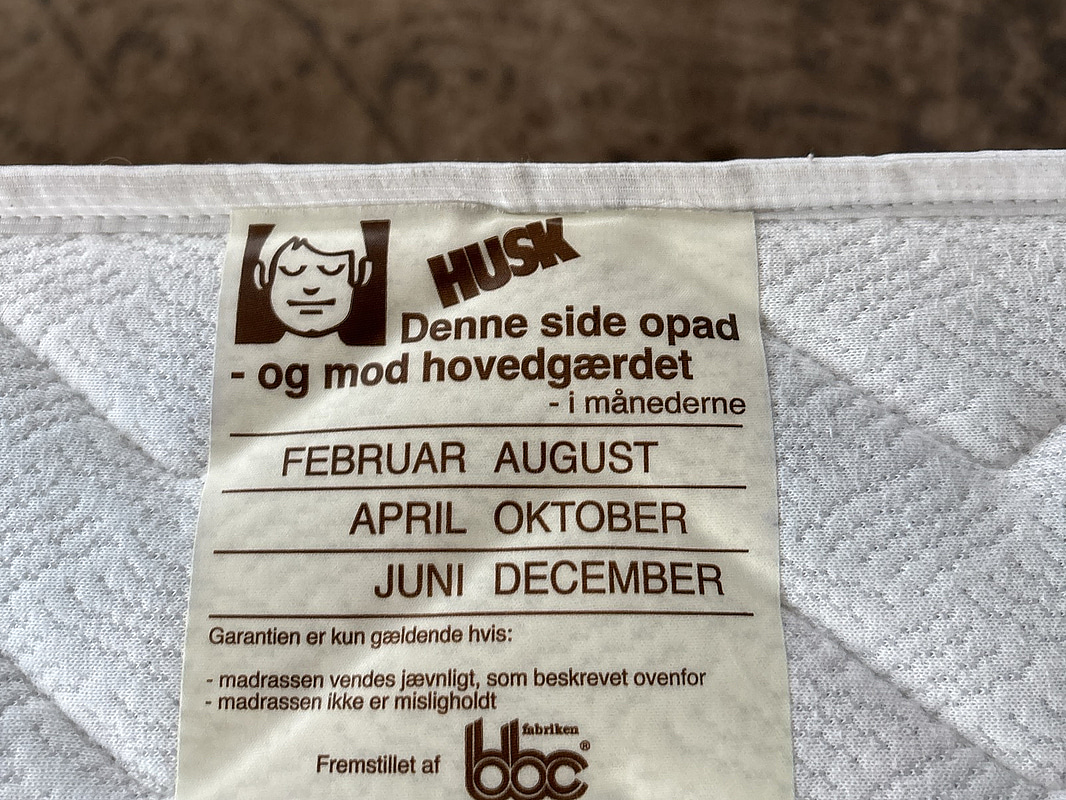 HUSK
Denne side opad
- og mod hovedgærdet
- i månederne
FEBRUAR AUGUST
APRIL OKTOBER
JUNI DECEMBER
Garantien er kun gældende hvis:
- madrassen vendes jævnligt, som beskrevet ovenfor
- madrassen ikke er misligholdt
fabriken
Fremstillet af bbc®